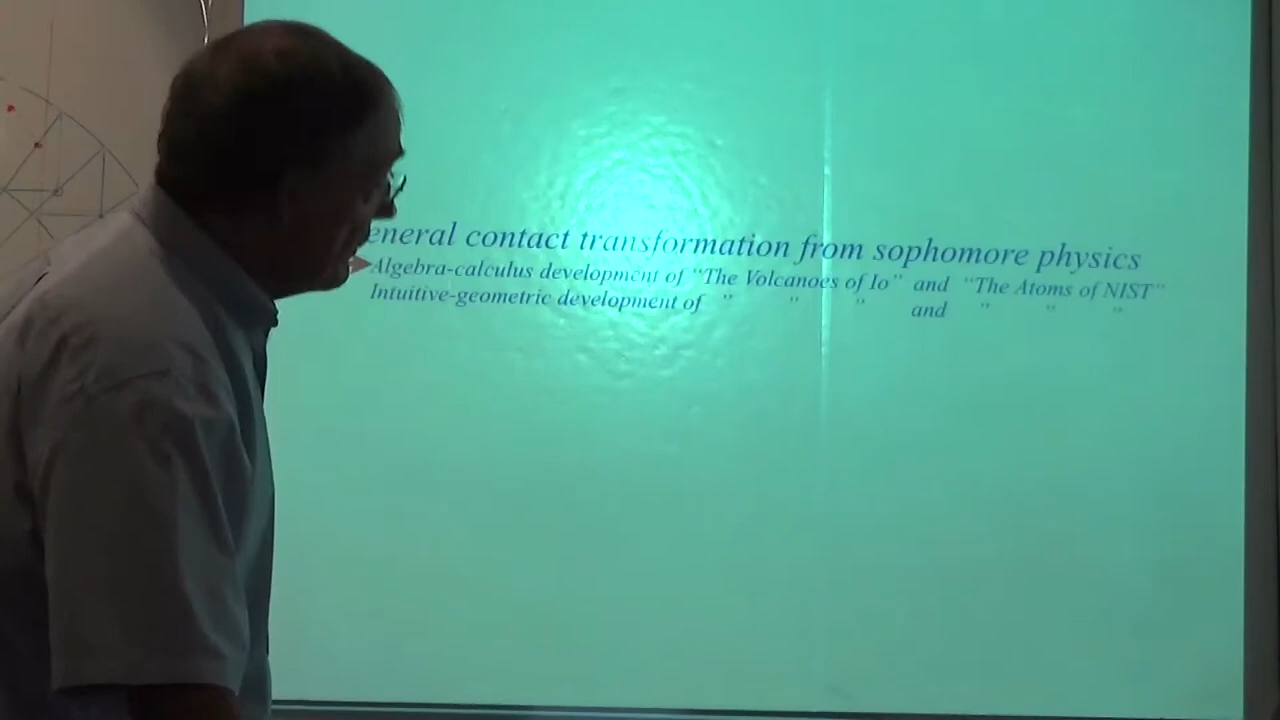 eneral contact transformation from sophomore physics
Algebra-calculus development of “The Volcanoes of Io” and “The Atoms of NIST”
Intuitive-geometric development of ” ” ” and ” ” ”